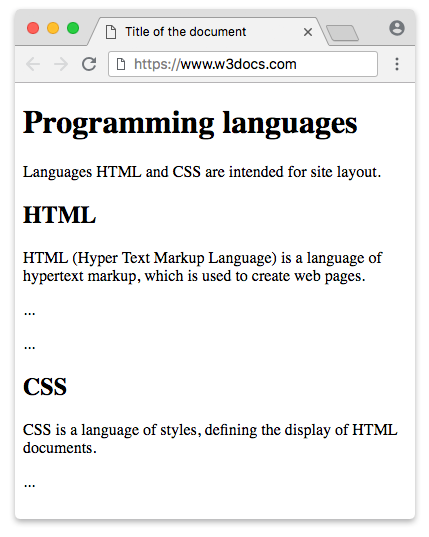 Title of the document
https://www.w3docs.com
Programming languages
Languages HTML and CSS are intended for site layout.
HTML
HTML (Hyper Text Markup Language) is a language of
hypertext markup, which is used to create web pages.
...
...
CSS
CSS is a language of styles, defining the display of HTML
documents.
...